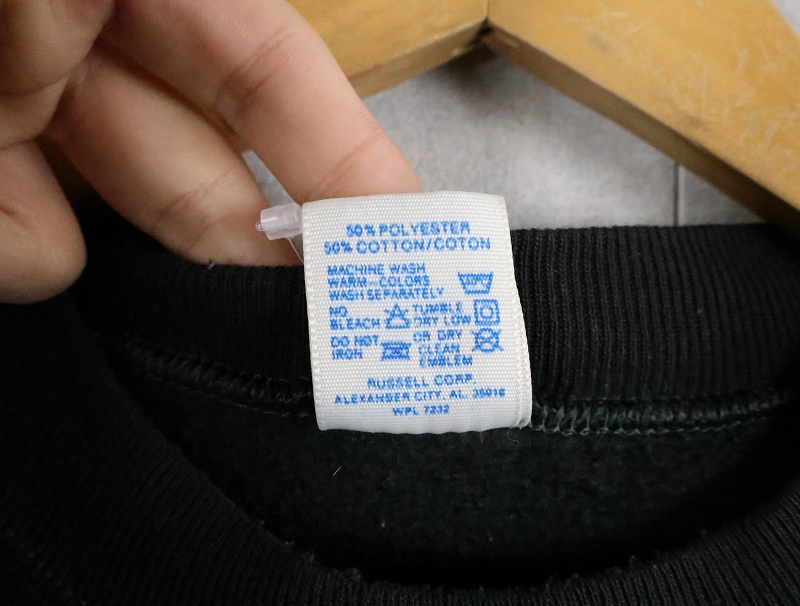 50% POLYESTER
50% COTTON/COTON
MACHINE WASH
WARM-COLORS
WASH SEPARATELY
NO BLEACH
TUMBLE DRY LOW
DO NOT IRON
OR DRY CLEAN EMBLEM
RUSSELL CORP.
ALEXANDER CITY, AL. 35010
WPL 7232